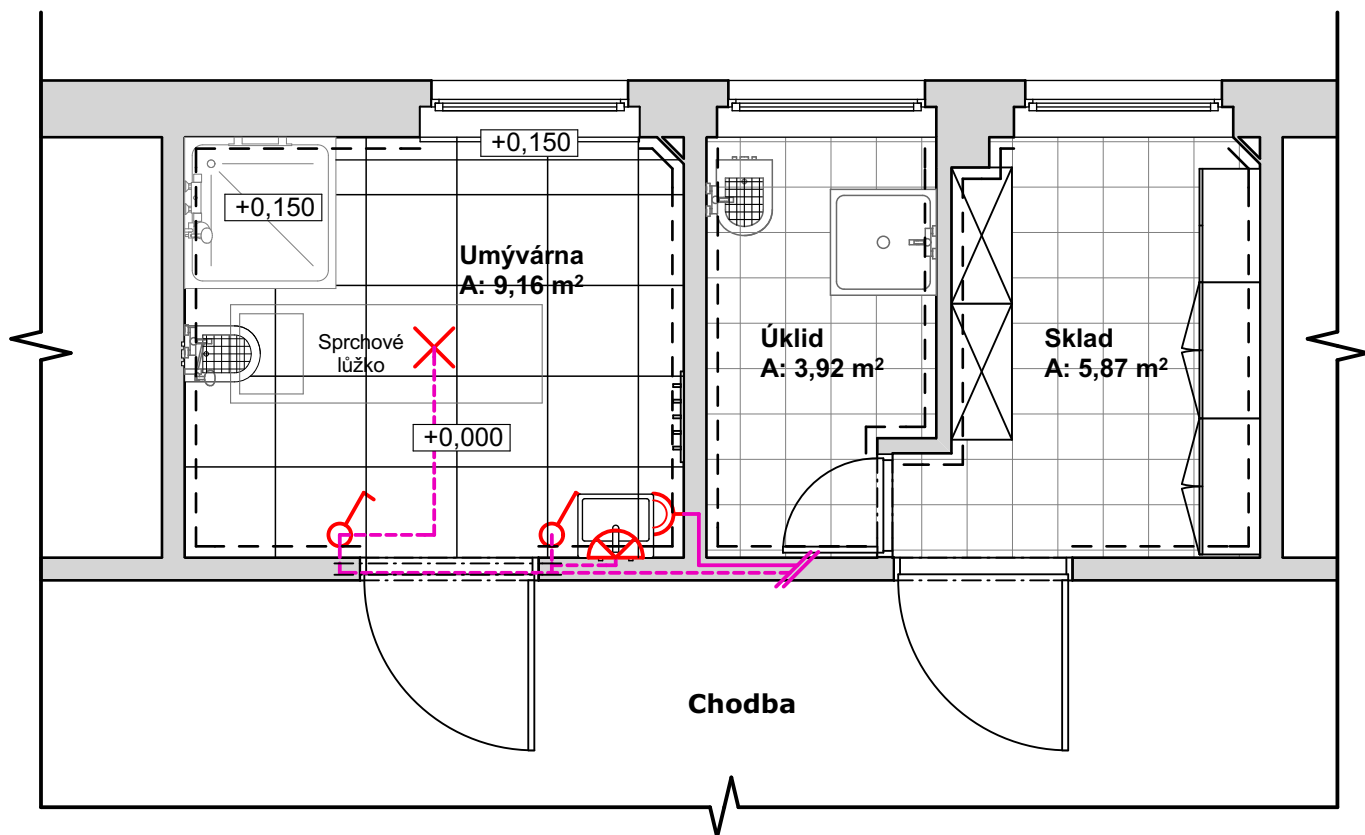 +0,150
+0,150
Umývárna
A: 9,16 m²
Sprchové
lůžko
Úklid
A: 3,92 m²
Sklad
A: 5,87 m²
+0,000
Chodba